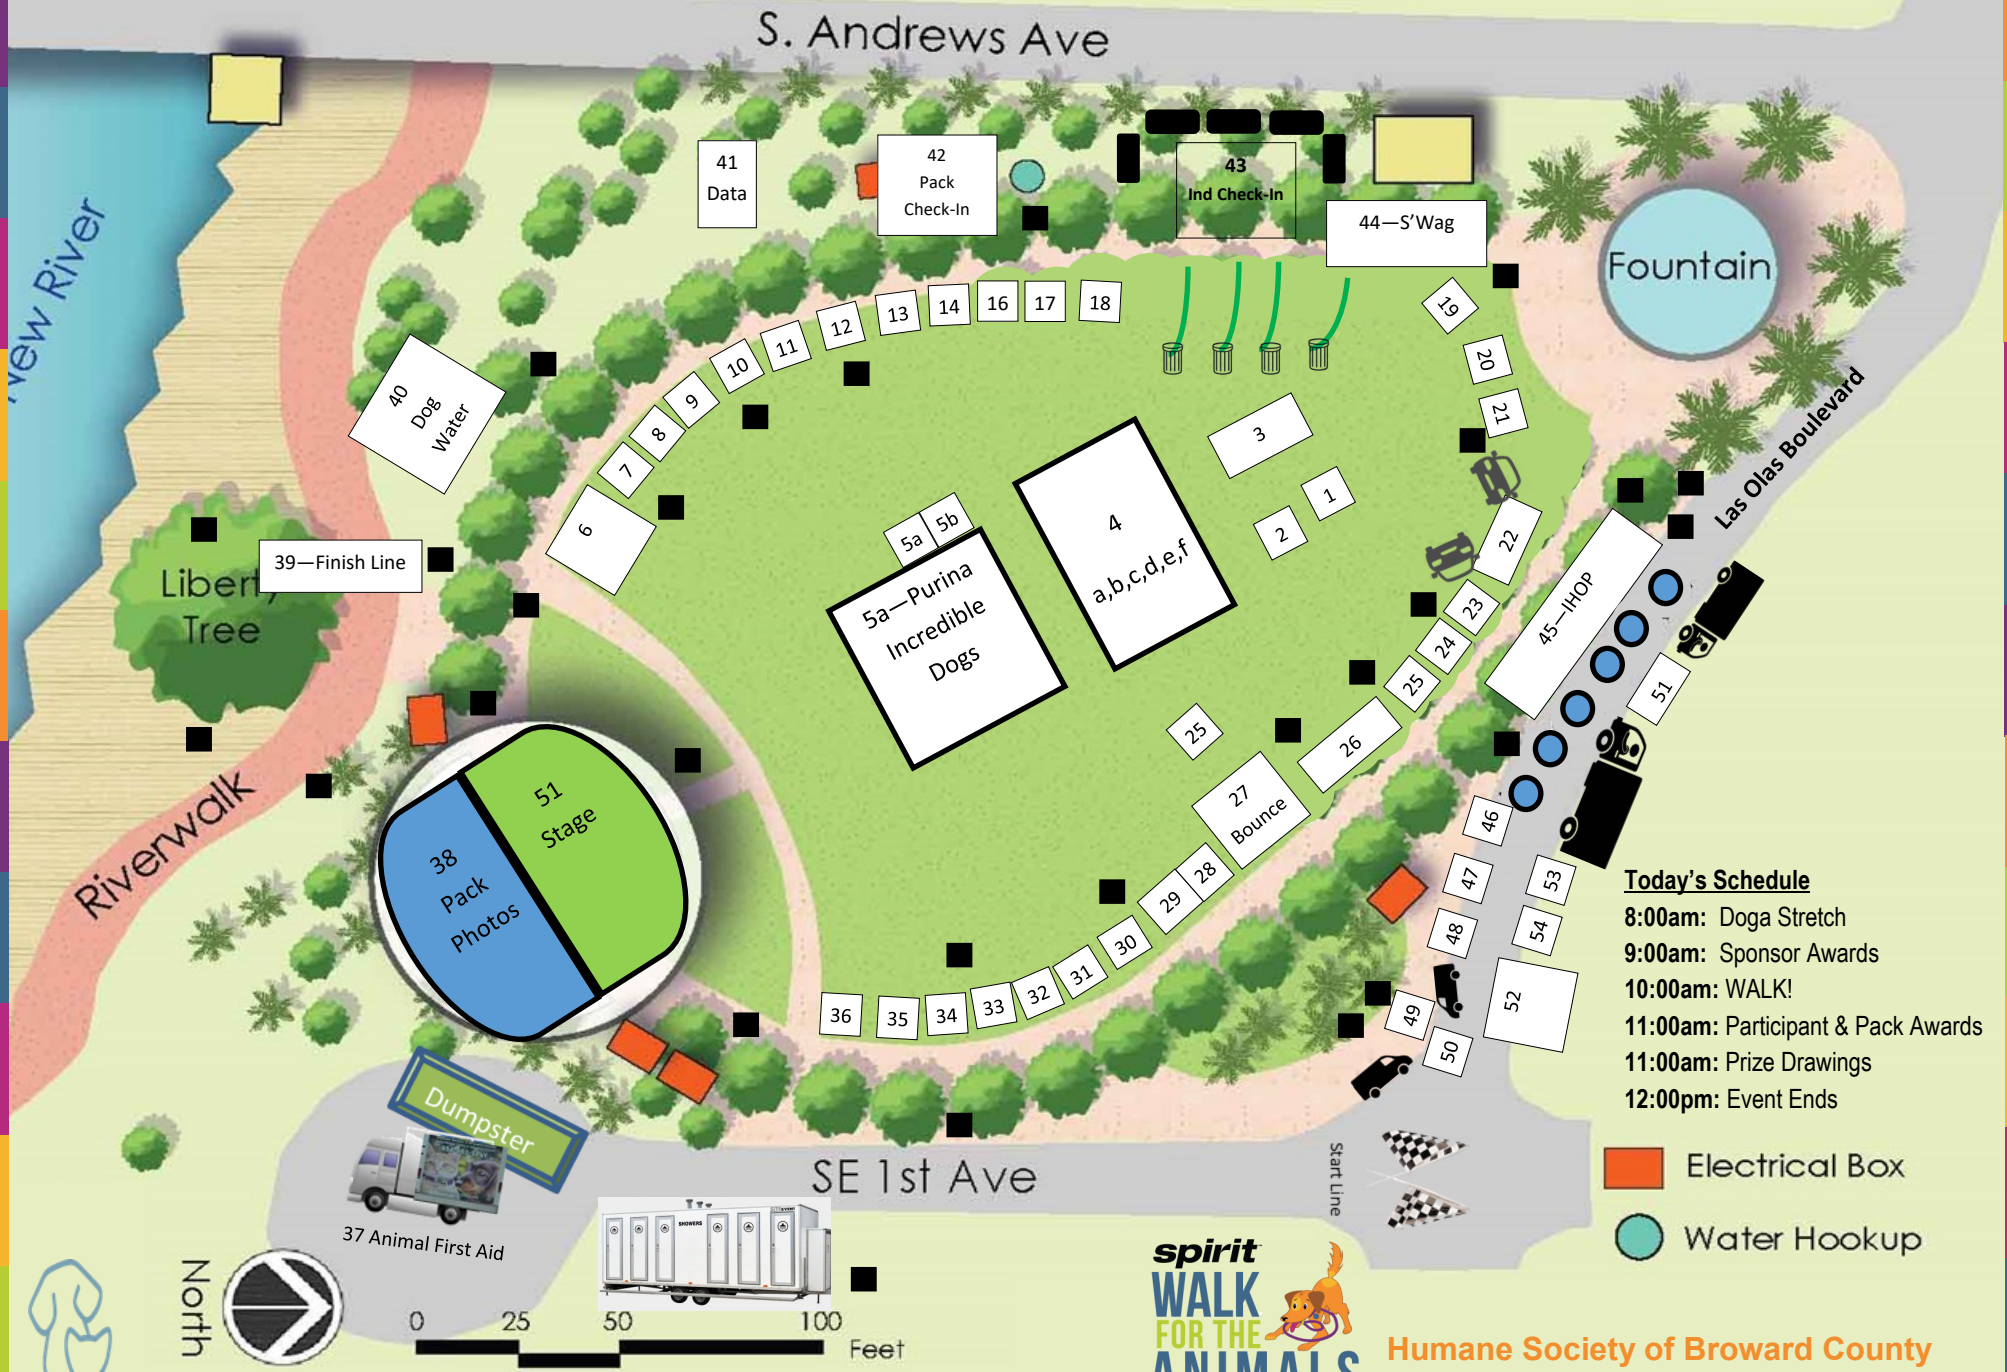 S. Andrews Ave
New River
41
Data
42
Pack
Check-In
43
Ind Check-In
44—S'Wag
Fountain
19
20
21
18
17
16
14
13
12
11
10
9
8
7
6
40
Dog
Water
39—Finish Line
Liberty
Tree
Riverwalk
3
1
2
4
a,b,c,d,e,f
5a
5b
5a—Purina
Incredible
Dogs
22
23
24
25
26
25
27
Bounce
28
29
30
31
32
33
34
35
36
51
Stage
38
Pack
Photos
Las Olas Boulevard
45—IHOP
51
46
47
48
49
50
53
54
52
Today's Schedule
8:00am: Doga Stretch
9:00am: Sponsor Awards
10:00am: WALK!
11:00am: Participant & Pack Awards
11:00am: Prize Drawings
12:00pm: Event Ends
Electrical Box
Water Hookup
Start Line
SE 1st Ave
Dumpster
37 Animal First Aid
SHOWERS
North
0 25 50 100
Feet
spirit
WALK
FOR THE
ANIMALS
Humane Society of Broward County